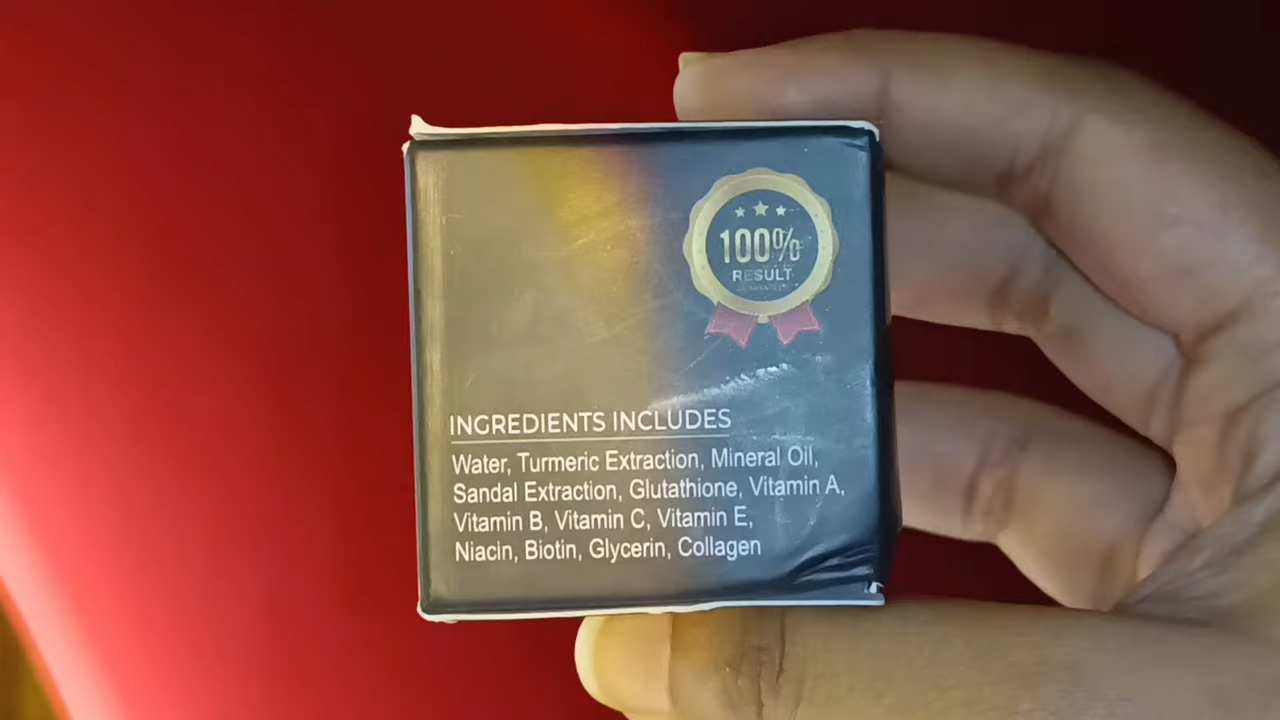 100%
RESULT
INGREDIENTS INCLUDES
Water, Turmeric Extraction, Mineral Oil,
Sandal Extraction, Glutathione, Vitamin A,
Vitamin B, Vitamin C, Vitamin E,
Niacin, Biotin, Glycerin, Collagen